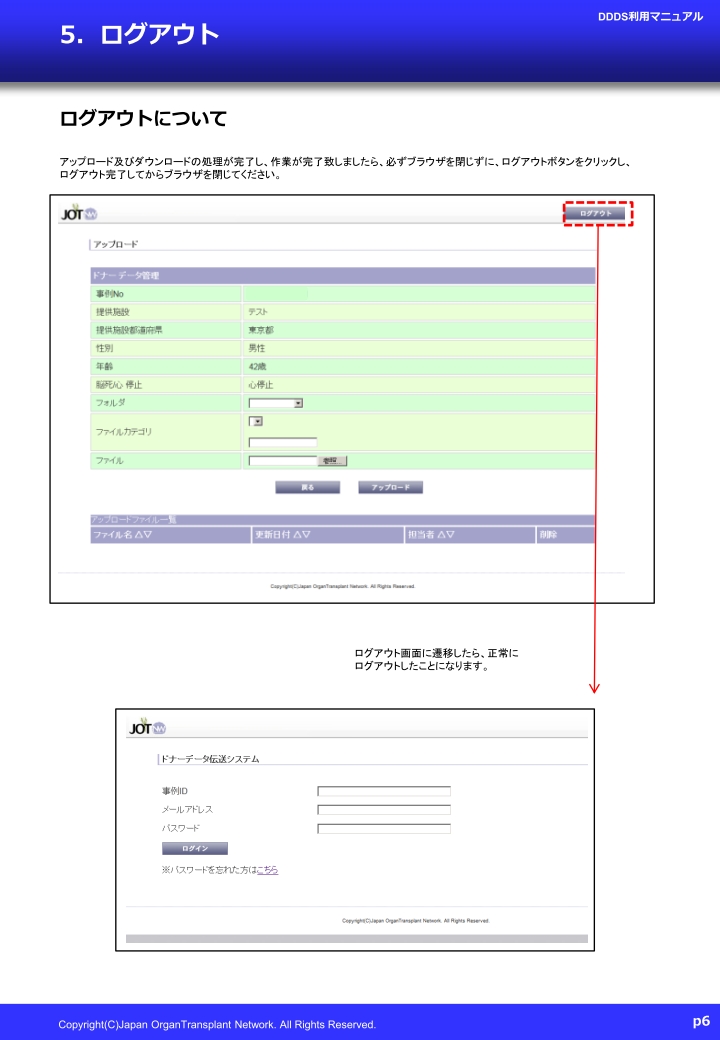 DDDS利用マニュアル
5. ログアウト
ログアウトについて
アップロード及びダウンロードの処理が完了し、作業が完了致しましたら、必ずブラウザを閉じずに、ログアウトボタンをクリックし、
ログアウト完了してからブラウザを閉じてください。
JOT NW
ログアウト
アップロード
ドナーデータ管理
事例No
提供施設 テスト
提供施設都道府県 東京都
性別 男性
年齢 42歳
脳死/心停止 心停止
フォルダ
ファイルカテゴリ
ファイル 参照...
戻る アップロード
アップロードファイル一覧
ファイル名 △▽ 更新日付 △▽ 担当者 △▽ 削除
Copyright(C)Japan OrganTransplant Network. All Rights Reserved.
ログアウト画面に遷移したら、正常に
ログアウトしたことになります。
JOT NW
ドナーデータ伝送システム
事例ID
メールアドレス
パスワード
ログイン
※パスワードを忘れた方はこちら
Copyright(C)Japan OrganTransplant Network. All Rights Reserved.
Copyright(C)Japan OrganTransplant Network. All Rights Reserved.
p6